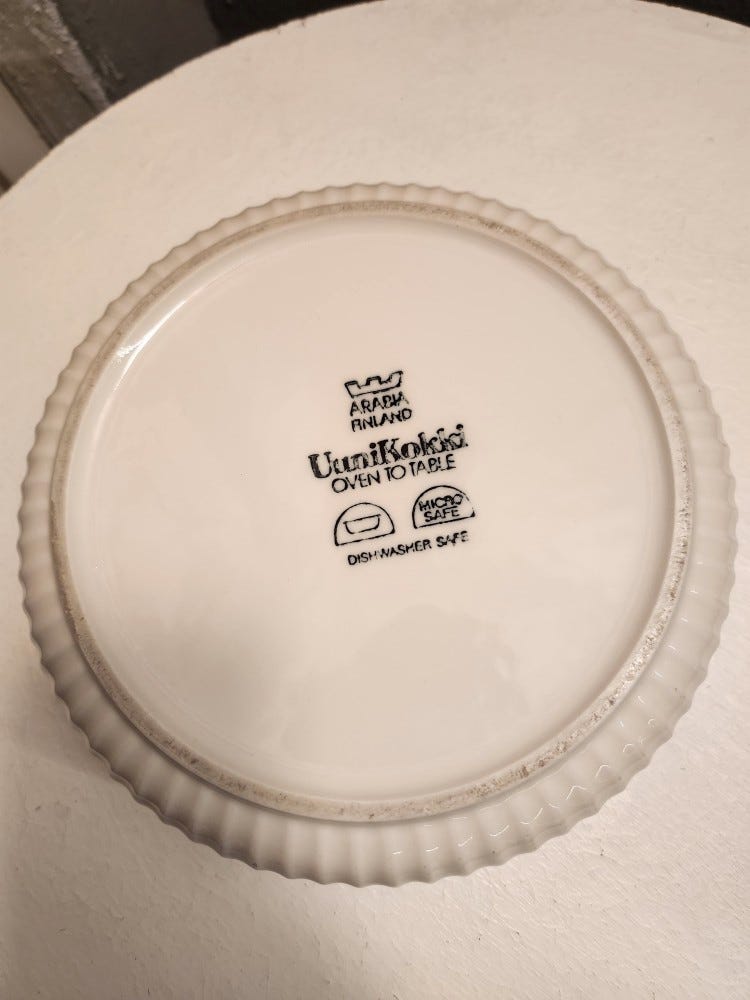 ARABIA
FINLAND
UuniKokki
OVEN TO TABLE
MICRO
SAFE
DISHWASHER SAFE